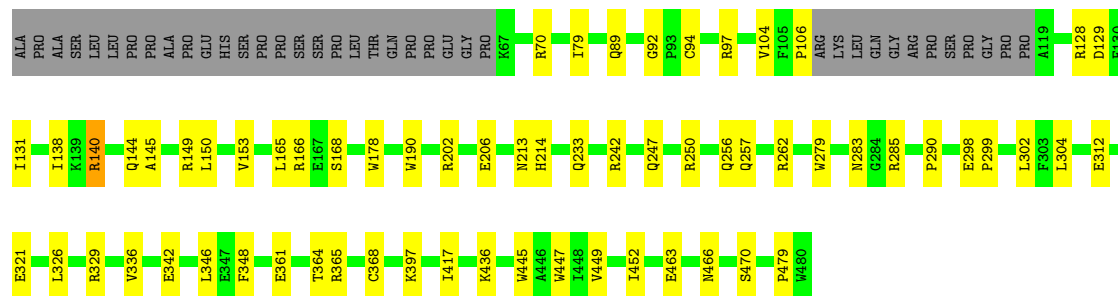 ALA PRO ALA SER LEU LEU PRO PRO ALA PRO GLU HIS SER PRO PRO SER SER PRO LEU THR GLN PRO PRO GLU GLY PRO K67 R70 I79 Q89 G92 P93 C94 R97 V104 F105 P106 ARG LYS LEU GLN GLY ARG PRO SER PRO GLY PRO PRO A119 R128 D129
I131 I138 K139 R140 Q144 A145 R149 L150 V153 L165 R166 E167 S168 W178 W190 R202 E206 N213 H214 Q233 R242 Q247 R250 Q256 Q257 R262 W279 N283 G284 R285 P290 E298 P299 L302 F303 L304 E312
E321 L326 R329 V336 E342 L346 E347 F348 E361 T364 R365 C368 K397 I417 K436 W445 A446 W447 I448 V449 I452 E463 N466 S470 P479 W480